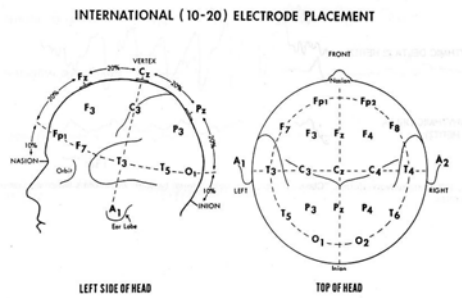 INTERNATIONAL (10-20) ELECTRODE PLACEMENT
VERTEX
20%
Cz
20%
Fz
20%
20%
Pz
F3
C3
P3
10%
Fp1
F7
NASION
Orbit
T3
T5
O1
10%
A1
Ear Lobe
INION
LEFT SIDE OF HEAD
FRONT
Nasion
Fp1 Fp2
F7 F3 Fz F4 F8
A1 T3 C3 Cz C4 T4 A2
LEFT RIGHT
T5 P3 Pz P4 T6
O1 O2
Inion
TOP OF HEAD